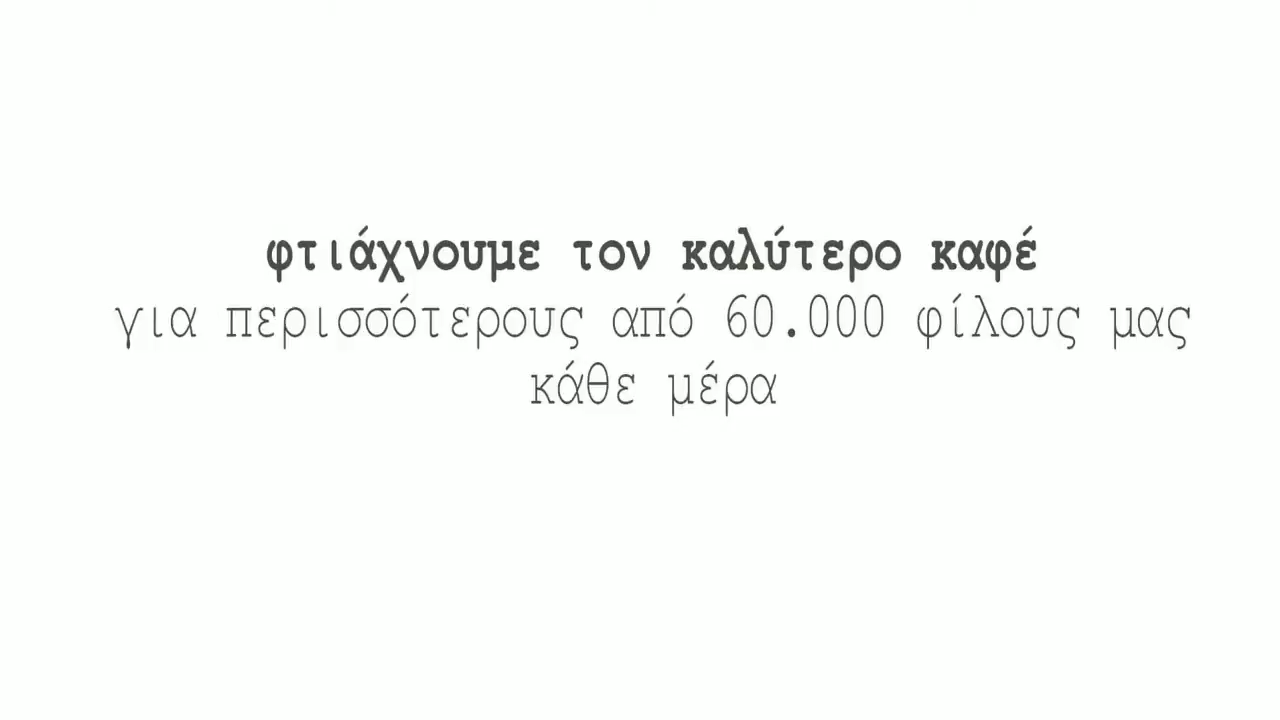 φτιάχνουμε τον καλύτερο καφέ
για περισσότερους από 60.000 φίλους μας
κάθε μέρα